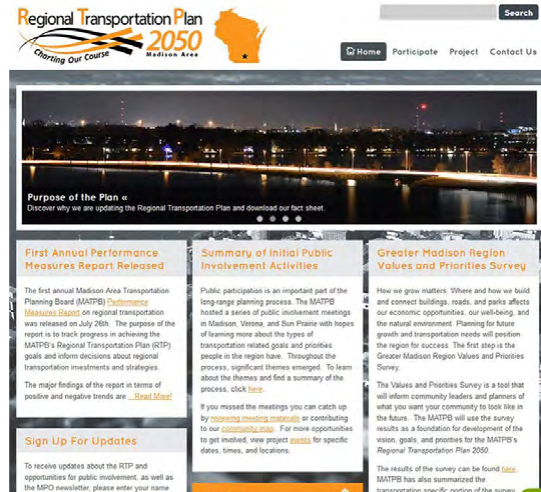 Regional Transportation Plan
2050
Charting Our Course
Madison Area
Search
Home Participate Project Contact Us
Purpose of the Plan «
Discover why we are updating the Regional Transportation Plan and download our fact sheet.
First Annual Performance
Measures Report Released
The first annual Madison Area Transportation
Planning Board (MATPB) Performance
Measures Report on regional transportation
was released on July 26th. The purpose of the
report is to track progress in achieving the
MATPB's Regional Transportation Plan (RTP)
goals and inform decisions about regional
transportation investments and strategies.
The major findings of the report in terms of
positive and negative trends are ...Read More!
Sign Up For Updates
To receive updates about the RTP and
opportunities for public involvement, as well as
the MPO newsletter, please enter your name
Summary of Initial Public
Involvement Activities
Public participation is an important part of the
long-range planning process. The MATPB
hosted a series of public involvement meetings
in Madison, Verona, and Sun Prairie with hopes
of learning more about the types of
transportation related goals and priorities
people in the region have. Throughout the
process, significant themes emerged. To learn
about the themes and find a summary of the
process, click here.
If you missed the meetings you can catch up
by reviewing meeting materials or contributing
to our community map. For more opportunities
to get involved, view project events for specific
dates, times, and locations.
Greater Madison Region
Values and Priorities Survey
How we grow matters. Where and how we build
and connect buildings, roads, and parks affects
our economic opportunities, our well-being, and
the natural environment. Planning for future
growth and transportation needs will position
the region for success. The first step is the
Greater Madison Region Values and Priorities
Survey.
The Values and Priorities Survey is a tool that
will inform community leaders and planners of
what you want your community to look like in
the future. The MATPB will use the survey
results as a foundation for development of the
vision, goals, and priorities for the MATPB's
Regional Transportation Plan 2050.
The results of the survey can be found here.
MATPB has also summarized the
transportation specific portion of the survey